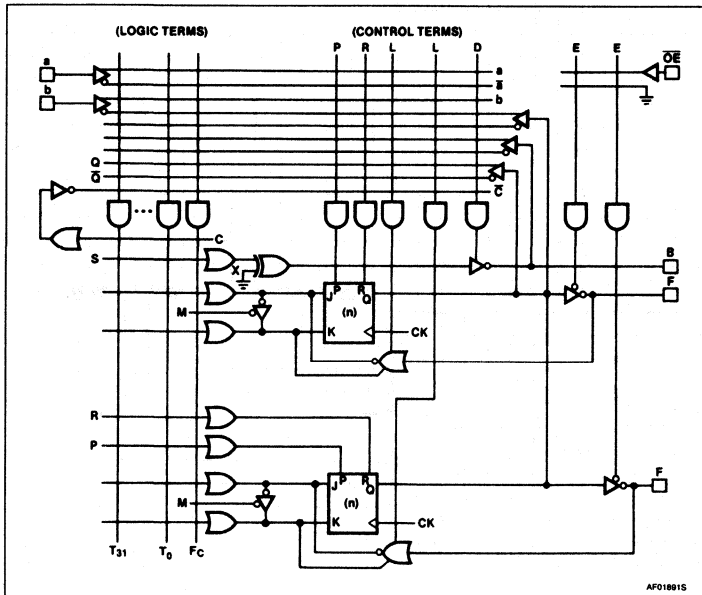 (LOGIC TERMS) (CONTROL TERMS)
P R L L D E E
a a OE
a̅
b b
Q
Q̅ C̅
...
C
S X B
P R F
J Q
M (n)
K CK
R
P
P R F
J Q
M (n)
K CK
T31 T0 FC
AF01891S